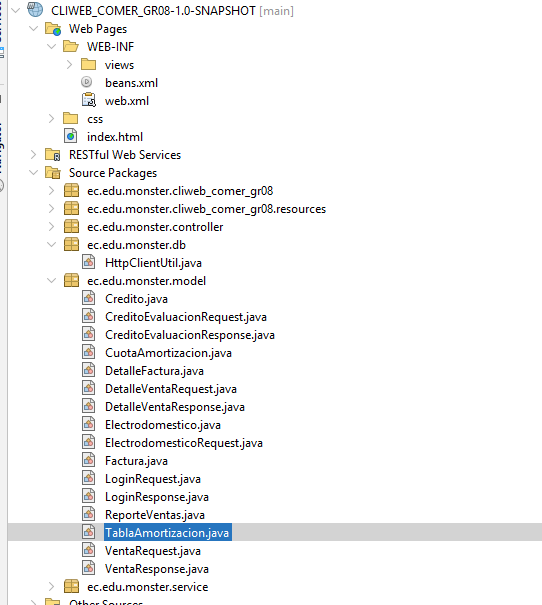 CLIWEB_COMER_GR08-1.0-SNAPSHOT [main]
Web Pages
WEB-INF
views
beans.xml
web.xml
css
index.html
RESTful Web Services
Source Packages
ec.edu.monster.cliweb_comer_gr08
ec.edu.monster.cliweb_comer_gr08.resources
ec.edu.monster.controller
ec.edu.monster.db
HttpClientUtil.java
ec.edu.monster.model
Credito.java
CreditoEvaluacionRequest.java
CreditoEvaluacionResponse.java
CuotaAmortizacion.java
DetalleFactura.java
DetalleVentaRequest.java
DetalleVentaResponse.java
Electrodomestico.java
ElectrodomesticoRequest.java
Factura.java
LoginRequest.java
LoginResponse.java
ReporteVentas.java
TablaAmortizacion.java
VentaRequest.java
VentaResponse.java
ec.edu.monster.service
Other Sources